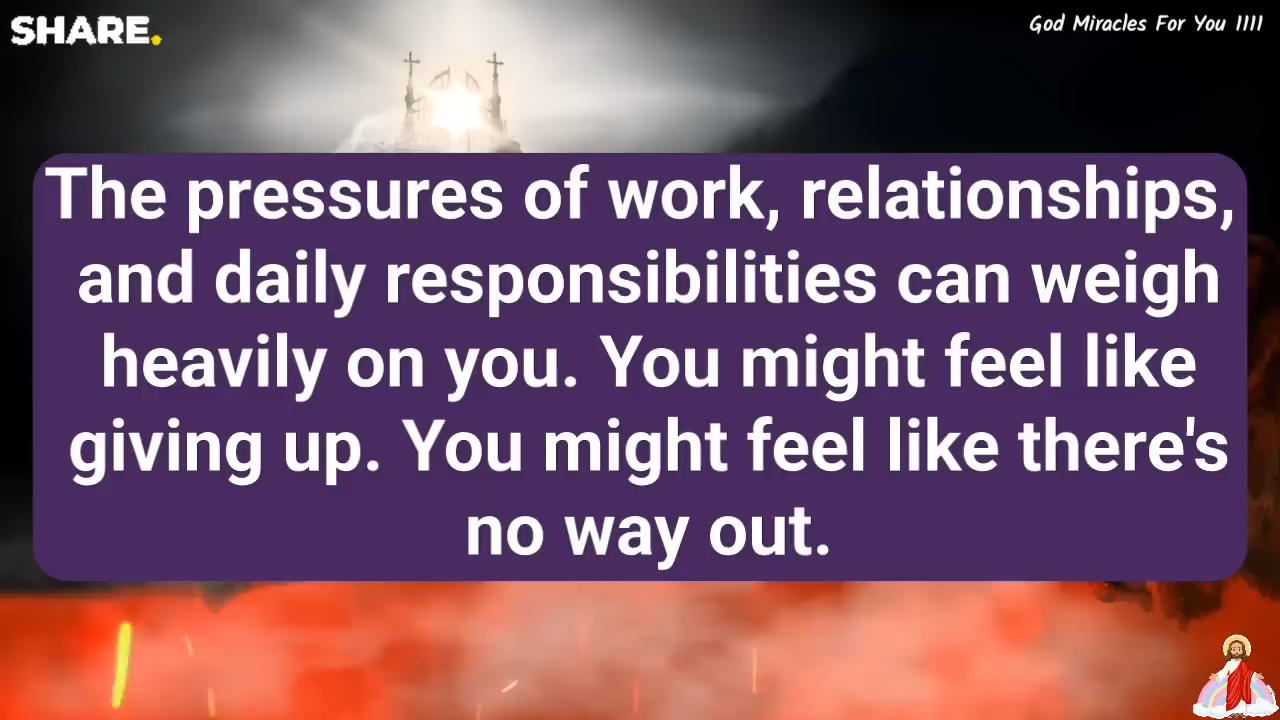 SHARE.
God Miracles For You 1111
The pressures of work, relationships,
and daily responsibilities can weigh
heavily on you. You might feel like
giving up. You might feel like there's
no way out.